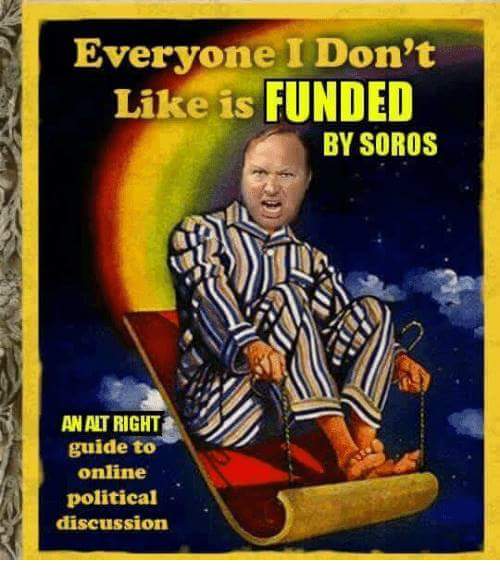 Everyone I Don't
Like is FUNDED
BY SOROS
AN ALT RIGHT
guide to
online
political
discussion